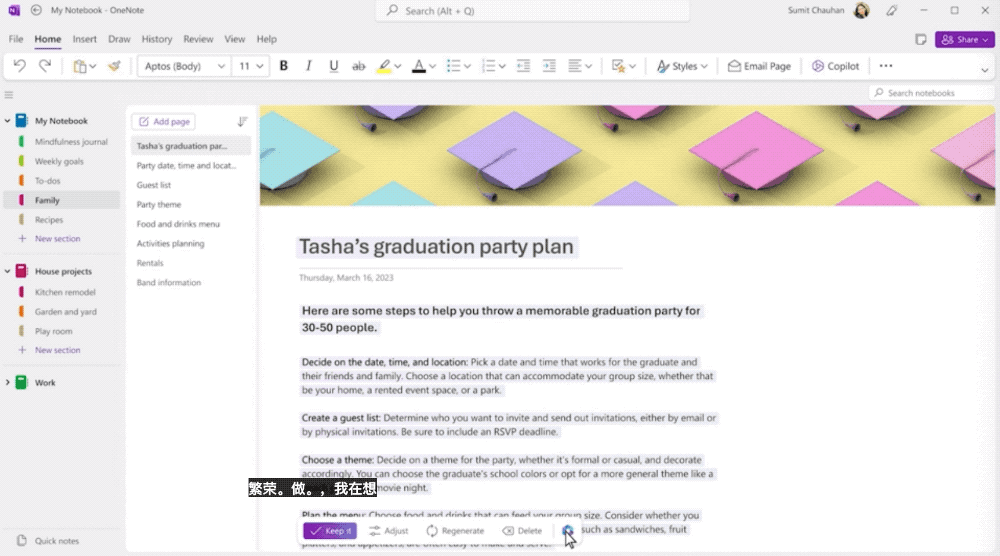 My Notebook - OneNote
Search (Alt + Q)
Sumit Chauhan
File Home Insert Draw History Review View Help
Share
Aptos (Body) 11 B I U ab A Styles Email Page Copilot
Search notebooks
My Notebook
Mindfulness journal
Weekly goals
To-dos
Family
Recipes
New section
House projects
Kitchen remodel
Garden and yard
Play room
New section
Work
Quick notes
Add page
Tasha's graduation par...
Party date, time and locat...
Guest list
Party theme
Food and drinks menu
Activities planning
Rentals
Band information
Tasha's graduation party plan
Thursday, March 16, 2023
Here are some steps to help you throw a memorable graduation party for
30-50 people.
Decide on the date, time, and location: Pick a date and time that works for the graduate and
their friends and family. Choose a location that can accommodate your group size, whether that
be your home, a rented event space, or a park.
Create a guest list: Determine who you want to invite and send out invitations, either by email or
by physical invitations. Be sure to include an RSVP deadline.
Choose a theme: Decide on a theme for the party, whether it's formal or casual, and decorate
accordingly. You can choose the graduate's school colors or opt for a more general theme like a
movie night.
繁荣。做。，我在想
Plan the menu: Choose food and drinks that can feed your group size. Consider whether you
such as sandwiches, fruit
platters, and appetizers, are often easy to make and serve.
Keep it Adjust Regenerate Delete